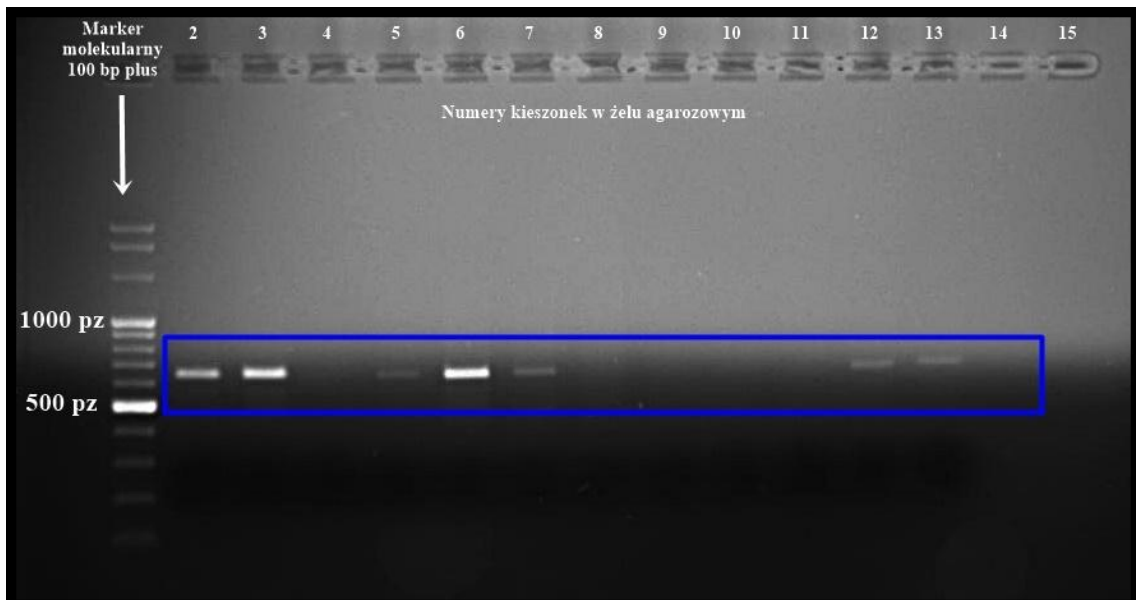 Marker
molekularny
100 bp plus
2 3 4 5 6 7 8 9 10 11 12 13 14 15
Numery kieszonek w żelu agarozowym
1000 pz
500 pz